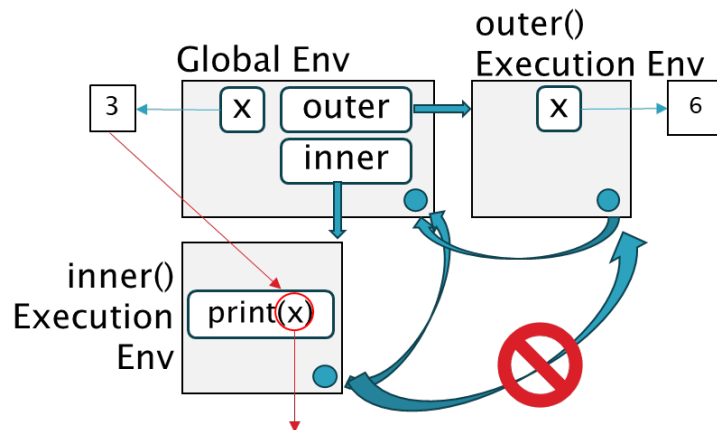 outer()
Execution Env
Global Env
3
x
outer
x
6
inner
inner()
Execution
Env
print(x)